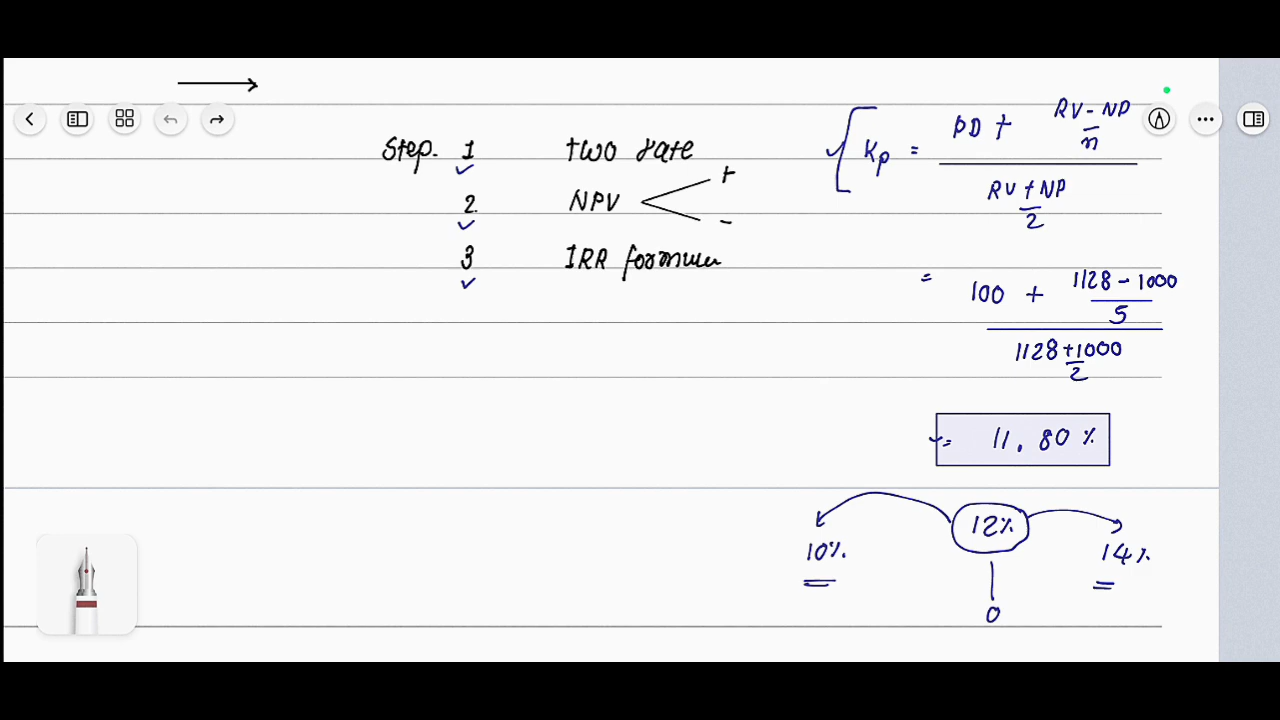 Step. 1 two rate
2. NPV + -
3 IRR formula
Kp = PD + RV - NP / n
RV + NP / 2
= 100 + 1128 - 1000 / 5
1128 + 1000 / 2
= 11.80 %
12%
10%. 14%
0